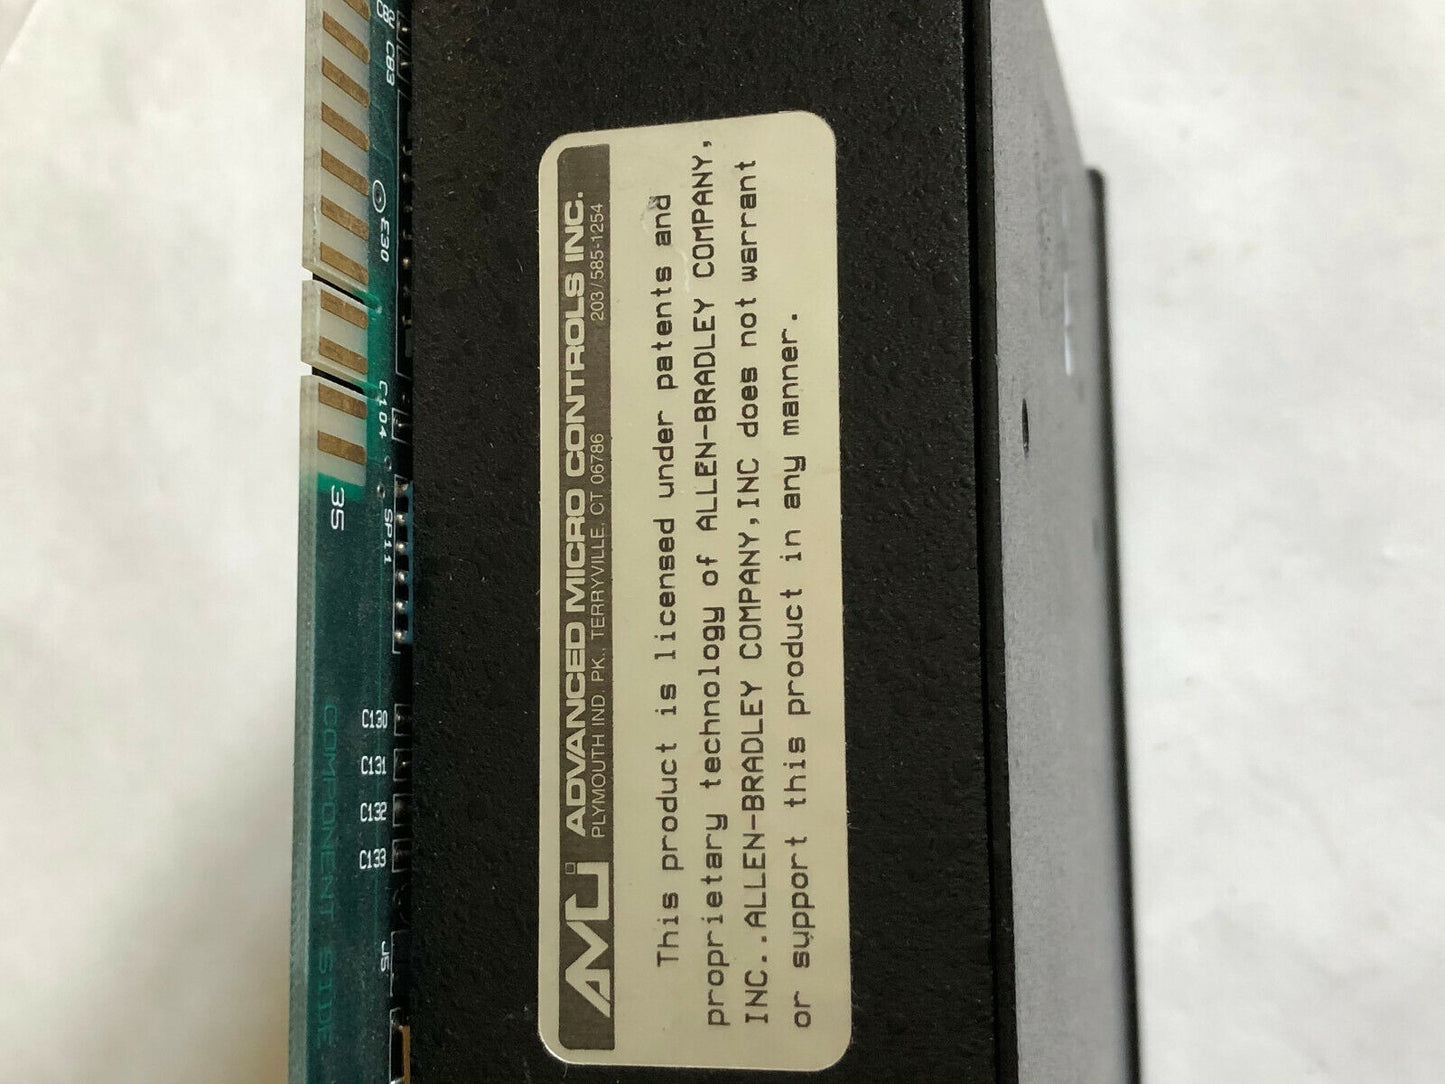 AMCi ADVANCED MICRO CONTROLS INC.
PLYMOUTH IND. PK., TERRYVILLE, CT 06786 203/585-1254
This product is licensed under patents and
proprietary technology of ALLEN-BRADLEY COMPANY,
INC..ALLEN-BRADLEY COMPANY,INC does not warrant
or support this product in any manner.
C83
E30
C104
35
SP11
C130
C131
C132
C133
J5
COMPONENT SIDE